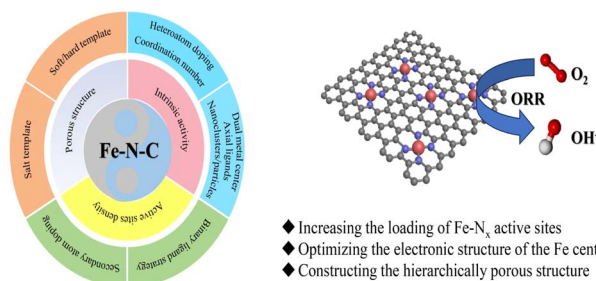 Soft/hard template
Heteroatom doping
Coordination number
Salt template
Porous structure
Intrinsic activity
Dual metal center
Axial ligands
Nanoclusters/particles
Fe-N-C
Active sites density
Secondary atom doping
Binary ligand strategy
O₂
ORR
OH⁻
◆ Increasing the loading of Fe-Nₓ active sites
◆ Optimizing the electronic structure of the Fe cent
◆ Constructing the hierarchically porous structure